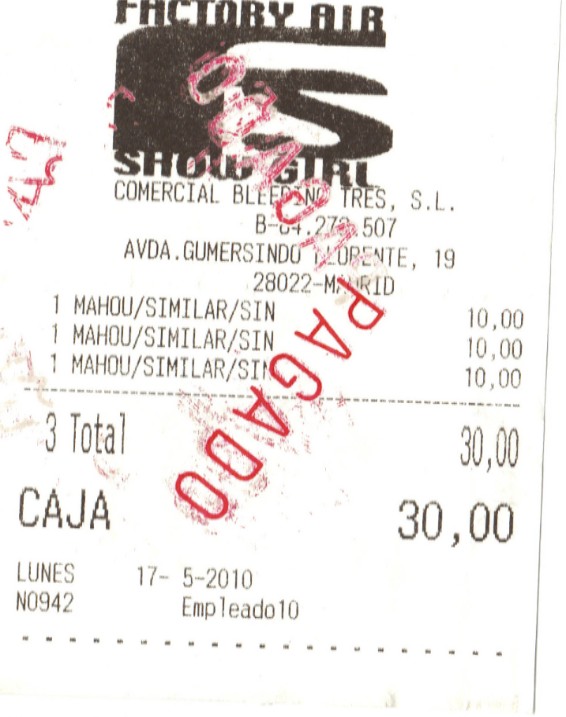 FACTORY AIR
SHOW GIRL
COMERCIAL BLEEDING TRES, S.L.
B-84.273.507
AVDA.GUMERSINDO LLORENTE, 19
28022-MADRID
1 MAHOU/SIMILAR/SIN 10,00
1 MAHOU/SIMILAR/SIN 10,00
1 MAHOU/SIMILAR/SIN 10,00
3 Total 30,00
CAJA 30,00
LUNES 17- 5-2010
N0942 Empleado10
PAGADO
PAGADO